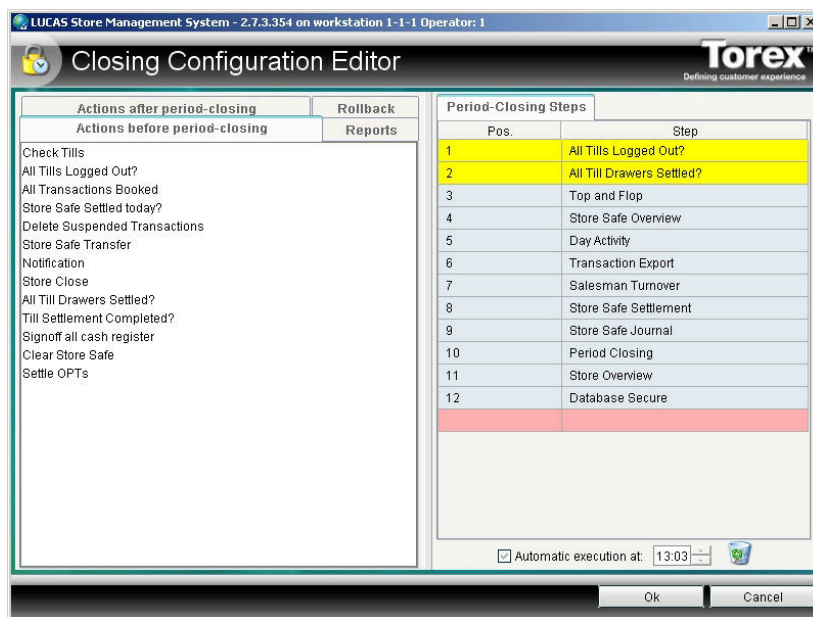 LUCAS Store Management System - 2.7.3.354 on workstation 1-1-1 Operator: 1
Closing Configuration Editor
Torex™
Defining customer experience
Actions after period-closing Rollback
Actions before period-closing Reports
Check Tills
All Tills Logged Out?
All Transactions Booked
Store Safe Settled today?
Delete Suspended Transactions
Store Safe Transfer
Notification
Store Close
All Till Drawers Settled?
Till Settlement Completed?
Signoff all cash register
Clear Store Safe
Settle OPTs
Period-Closing Steps
Pos. Step
1 All Tills Logged Out?
2 All Till Drawers Settled?
3 Top and Flop
4 Store Safe Overview
5 Day Activity
6 Transaction Export
7 Salesman Turnover
8 Store Safe Settlement
9 Store Safe Journal
10 Period Closing
11 Store Overview
12 Database Secure
Automatic execution at: 13:03
Ok Cancel